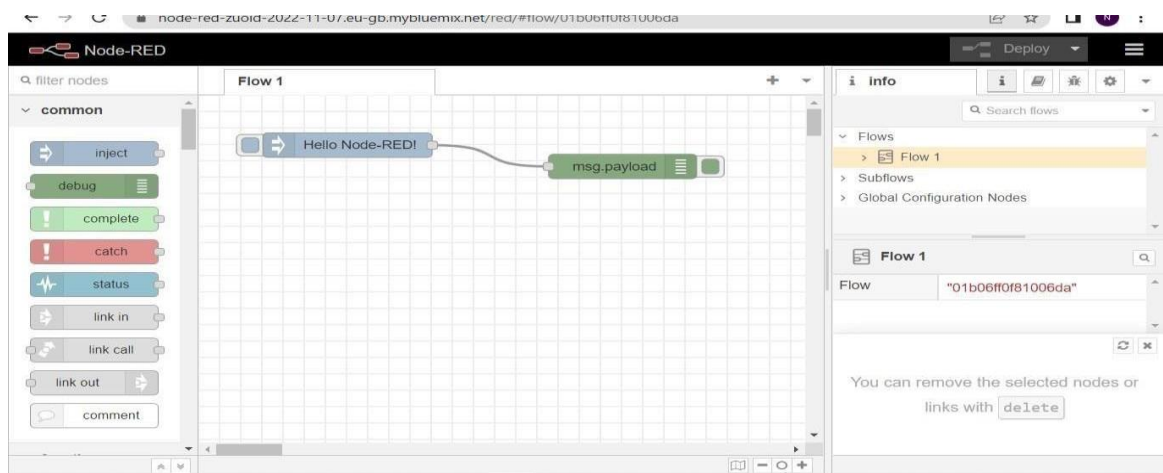 node-red-zuoid-2022-11-07.eu-gb.mybluemix.net/red/#flow/01b06ff0f81006da
N
Node-RED
Deploy
filter nodes
Flow 1
i info
i
common
Search flows
inject
Hello Node-RED!
Flows
Flow 1
debug
msg.payload
Subflows
complete
Global Configuration Nodes
catch
Flow 1
status
Flow
"01b06ff0f81006da"
link in
link call
link out
You can remove the selected nodes or
links with delete
comment